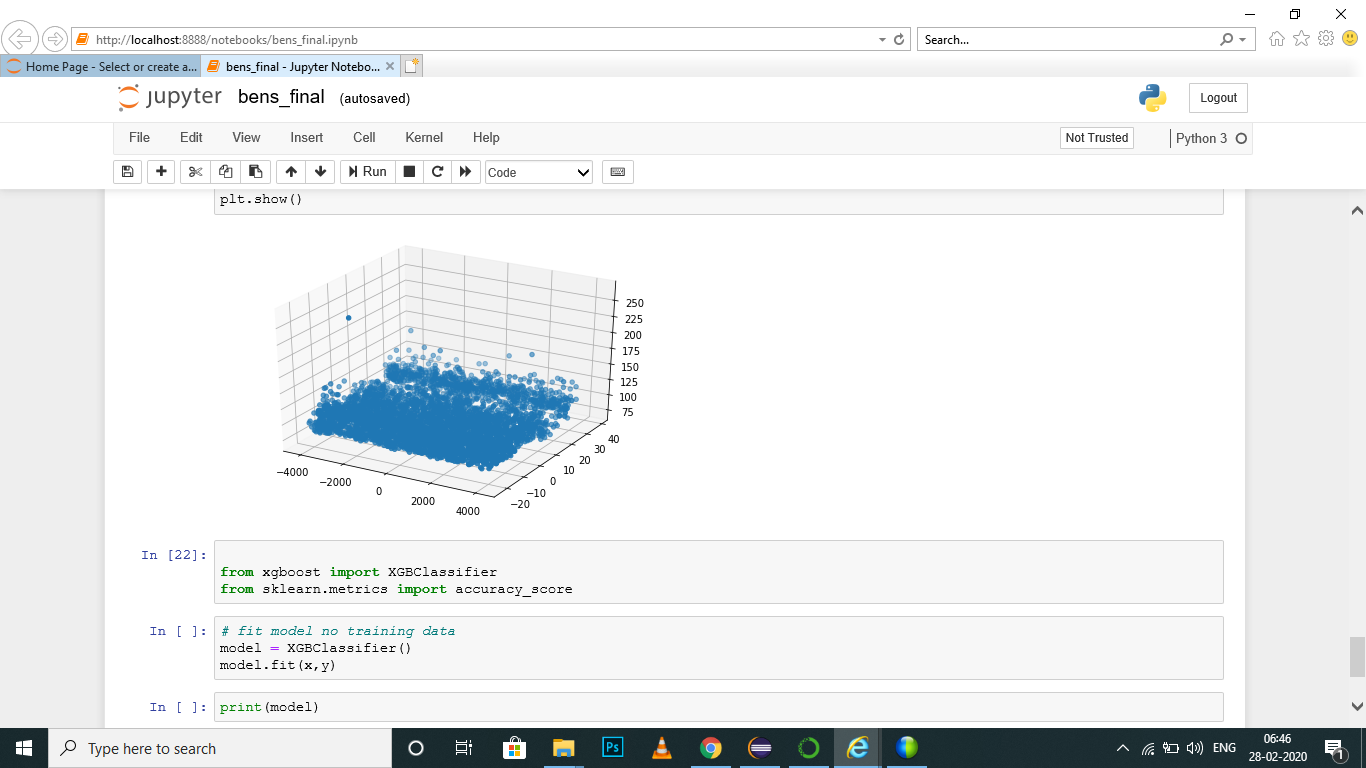 http://localhost:8888/notebooks/bens_final.ipynb
Search...
Home Page - Select or create a...
bens_final - Jupyter Notebo...
jupyter bens_final (autosaved)
Logout
File Edit View Insert Cell Kernel Help
Not Trusted
Python 3
Run
Code
plt.show()
250
225
200
175
150
125
100
75
40
30
20
10
0
−10
−20
−4000
−2000
0
2000
4000
In [22]:
from xgboost import XGBClassifier
from sklearn.metrics import accuracy_score
In [ ]:
# fit model no training data
model = XGBClassifier()
model.fit(x,y)
In [ ]:
print(model)
Type here to search
Ps
ENG
06:46
28-02-2020
1